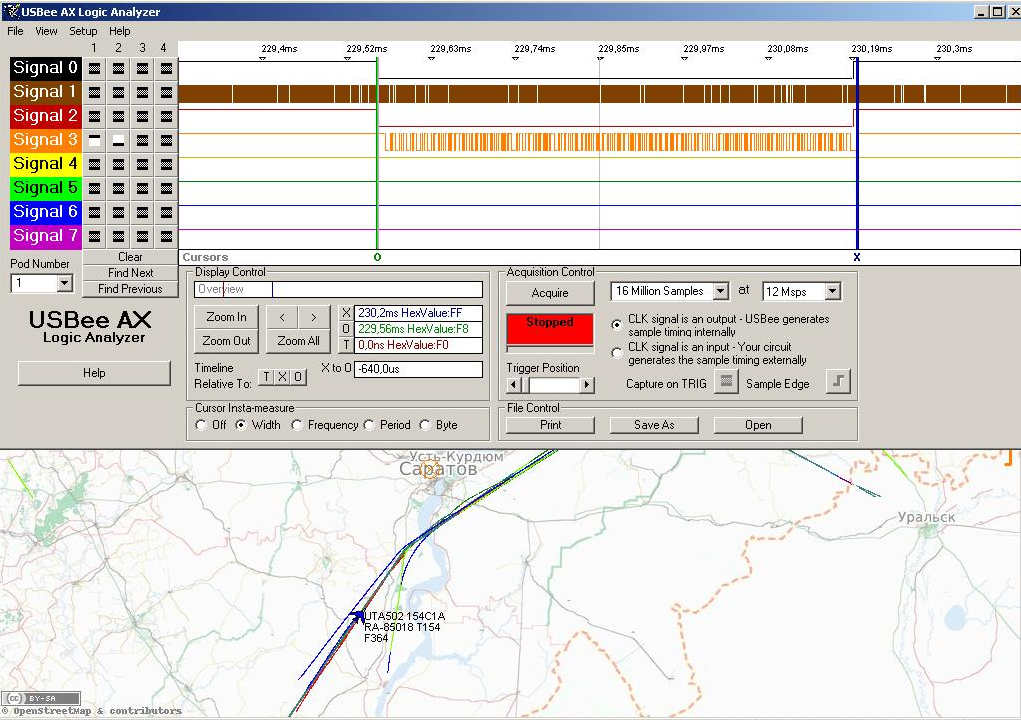 USBee AX Logic Analyzer
File View Setup Help
1 2 3 4
229,4ms 229,52ms 229,63ms 229,74ms 229,85ms 229,97ms 230,08ms 230,19ms 230,3ms
Signal 0
Signal 1
Signal 2
Signal 3
Signal 4
Signal 5
Signal 6
Signal 7
Cursors O X
Pod Number
1
Clear
Find Next
Find Previous
USBee AX
Logic Analyzer
Help
Display Control
Overview
Zoom In < >
Zoom Out Zoom All
X 230,2ms HexValue:FF
O 229,56ms HexValue:F8
T 0,0ns HexValue:F0
Timeline
Relative To: T X O
X to O -640,0us
Cursor Insta-measure
Off Width Frequency Period Byte
Acquisition Control
Acquire 16 Million Samples at 12 Msps
Stopped
CLK signal is an output - USBee generates
sample timing internally
CLK signal is an input - Your circuit
generates the sample timing externally
Trigger Position
Capture on TRIG Sample Edge
File Control
Print Save As Open
Усть-Курдюм
Саратов
Уральск
UTA502 154C1A
RA-85018 T154
F364
cc BY-SA
© OpenStreetMap & contributors